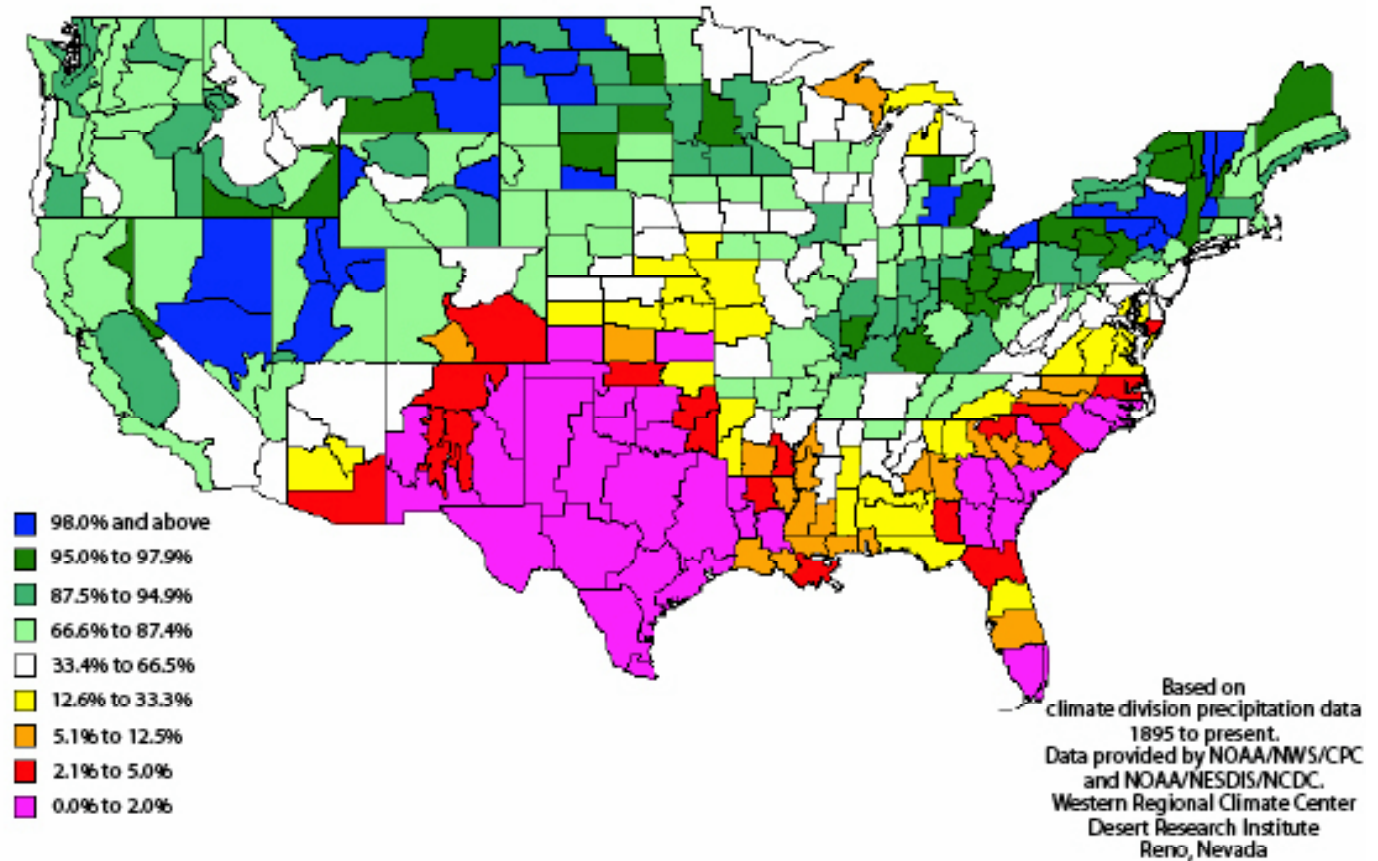 98.0% and above
95.0% to 97.9%
87.5% to 94.9%
66.6% to 87.4%
33.4% to 66.5%
12.6% to 33.3%
5.1% to 12.5%
2.1% to 5.0%
0.0% to 2.0%
Based on
climate division precipitation data
1895 to present.
Data provided by NOAA/NWS/CPC
and NOAA/NESDIS/NCDC.
Western Regional Climate Center
Desert Research Institute
Reno, Nevada